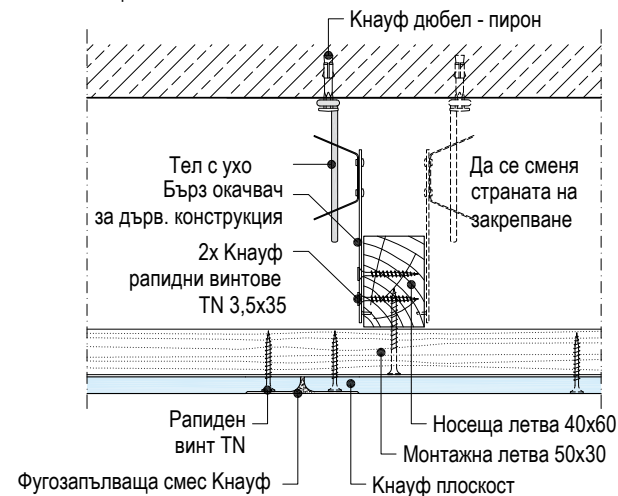 Кнауф дюбел - пирон
Тел с ухо
Бърз окачвач
за дърв. конструкция
2х Кнауф
рапидни винтове
TN 3,5x35
Да се сменя
страната на
закрепване
Рапиден
винт TN
Носеща летва 40x60
Монтажна летва 50x30
Фугозапълваща смес Кнауф
Кнауф плоскост